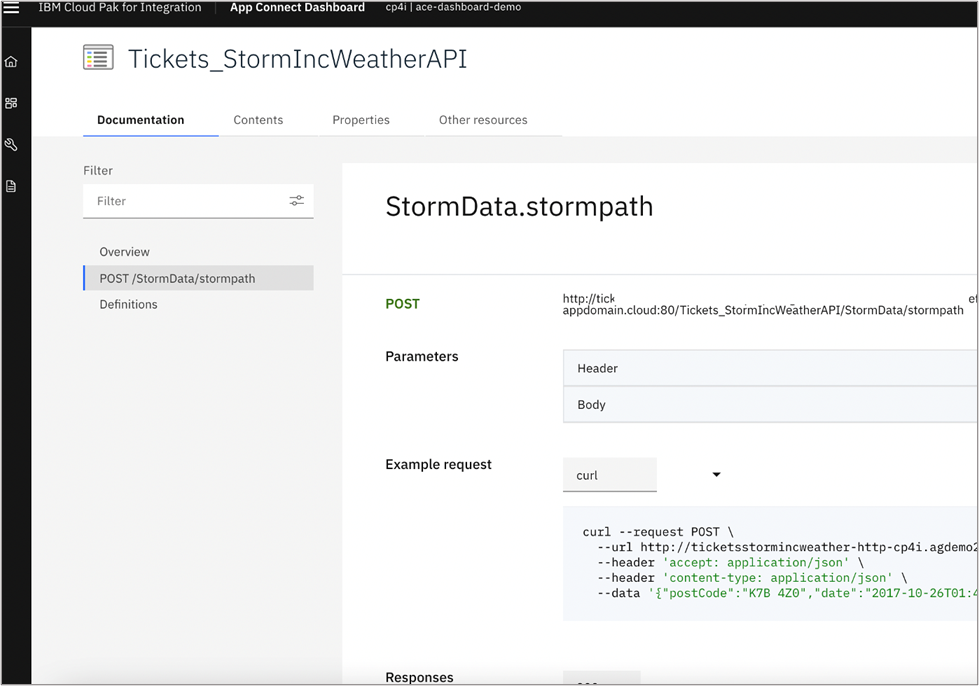 IBM Cloud Pak for Integration App Connect Dashboard cp4i | ace-dashboard-demo
Tickets_StormIncWeatherAPI
Documentation Contents Properties Other resources
Filter
Filter
Overview
POST /StormData/stormpath
Definitions
StormData.stormpath
POST
http://tick
appdomain.cloud:80/Tickets_StormIncWeatherAPI/StormData/stormpath
Parameters
Header
Body
Example request
curl
curl --request POST \
--url http://ticketsstormincweather-http-cp4i.agdemo2
--header 'accept: application/json' \
--header 'content-type: application/json' \
--data '{"postCode":"K7B 4Z0","date":"2017-10-26T01:4
Responses